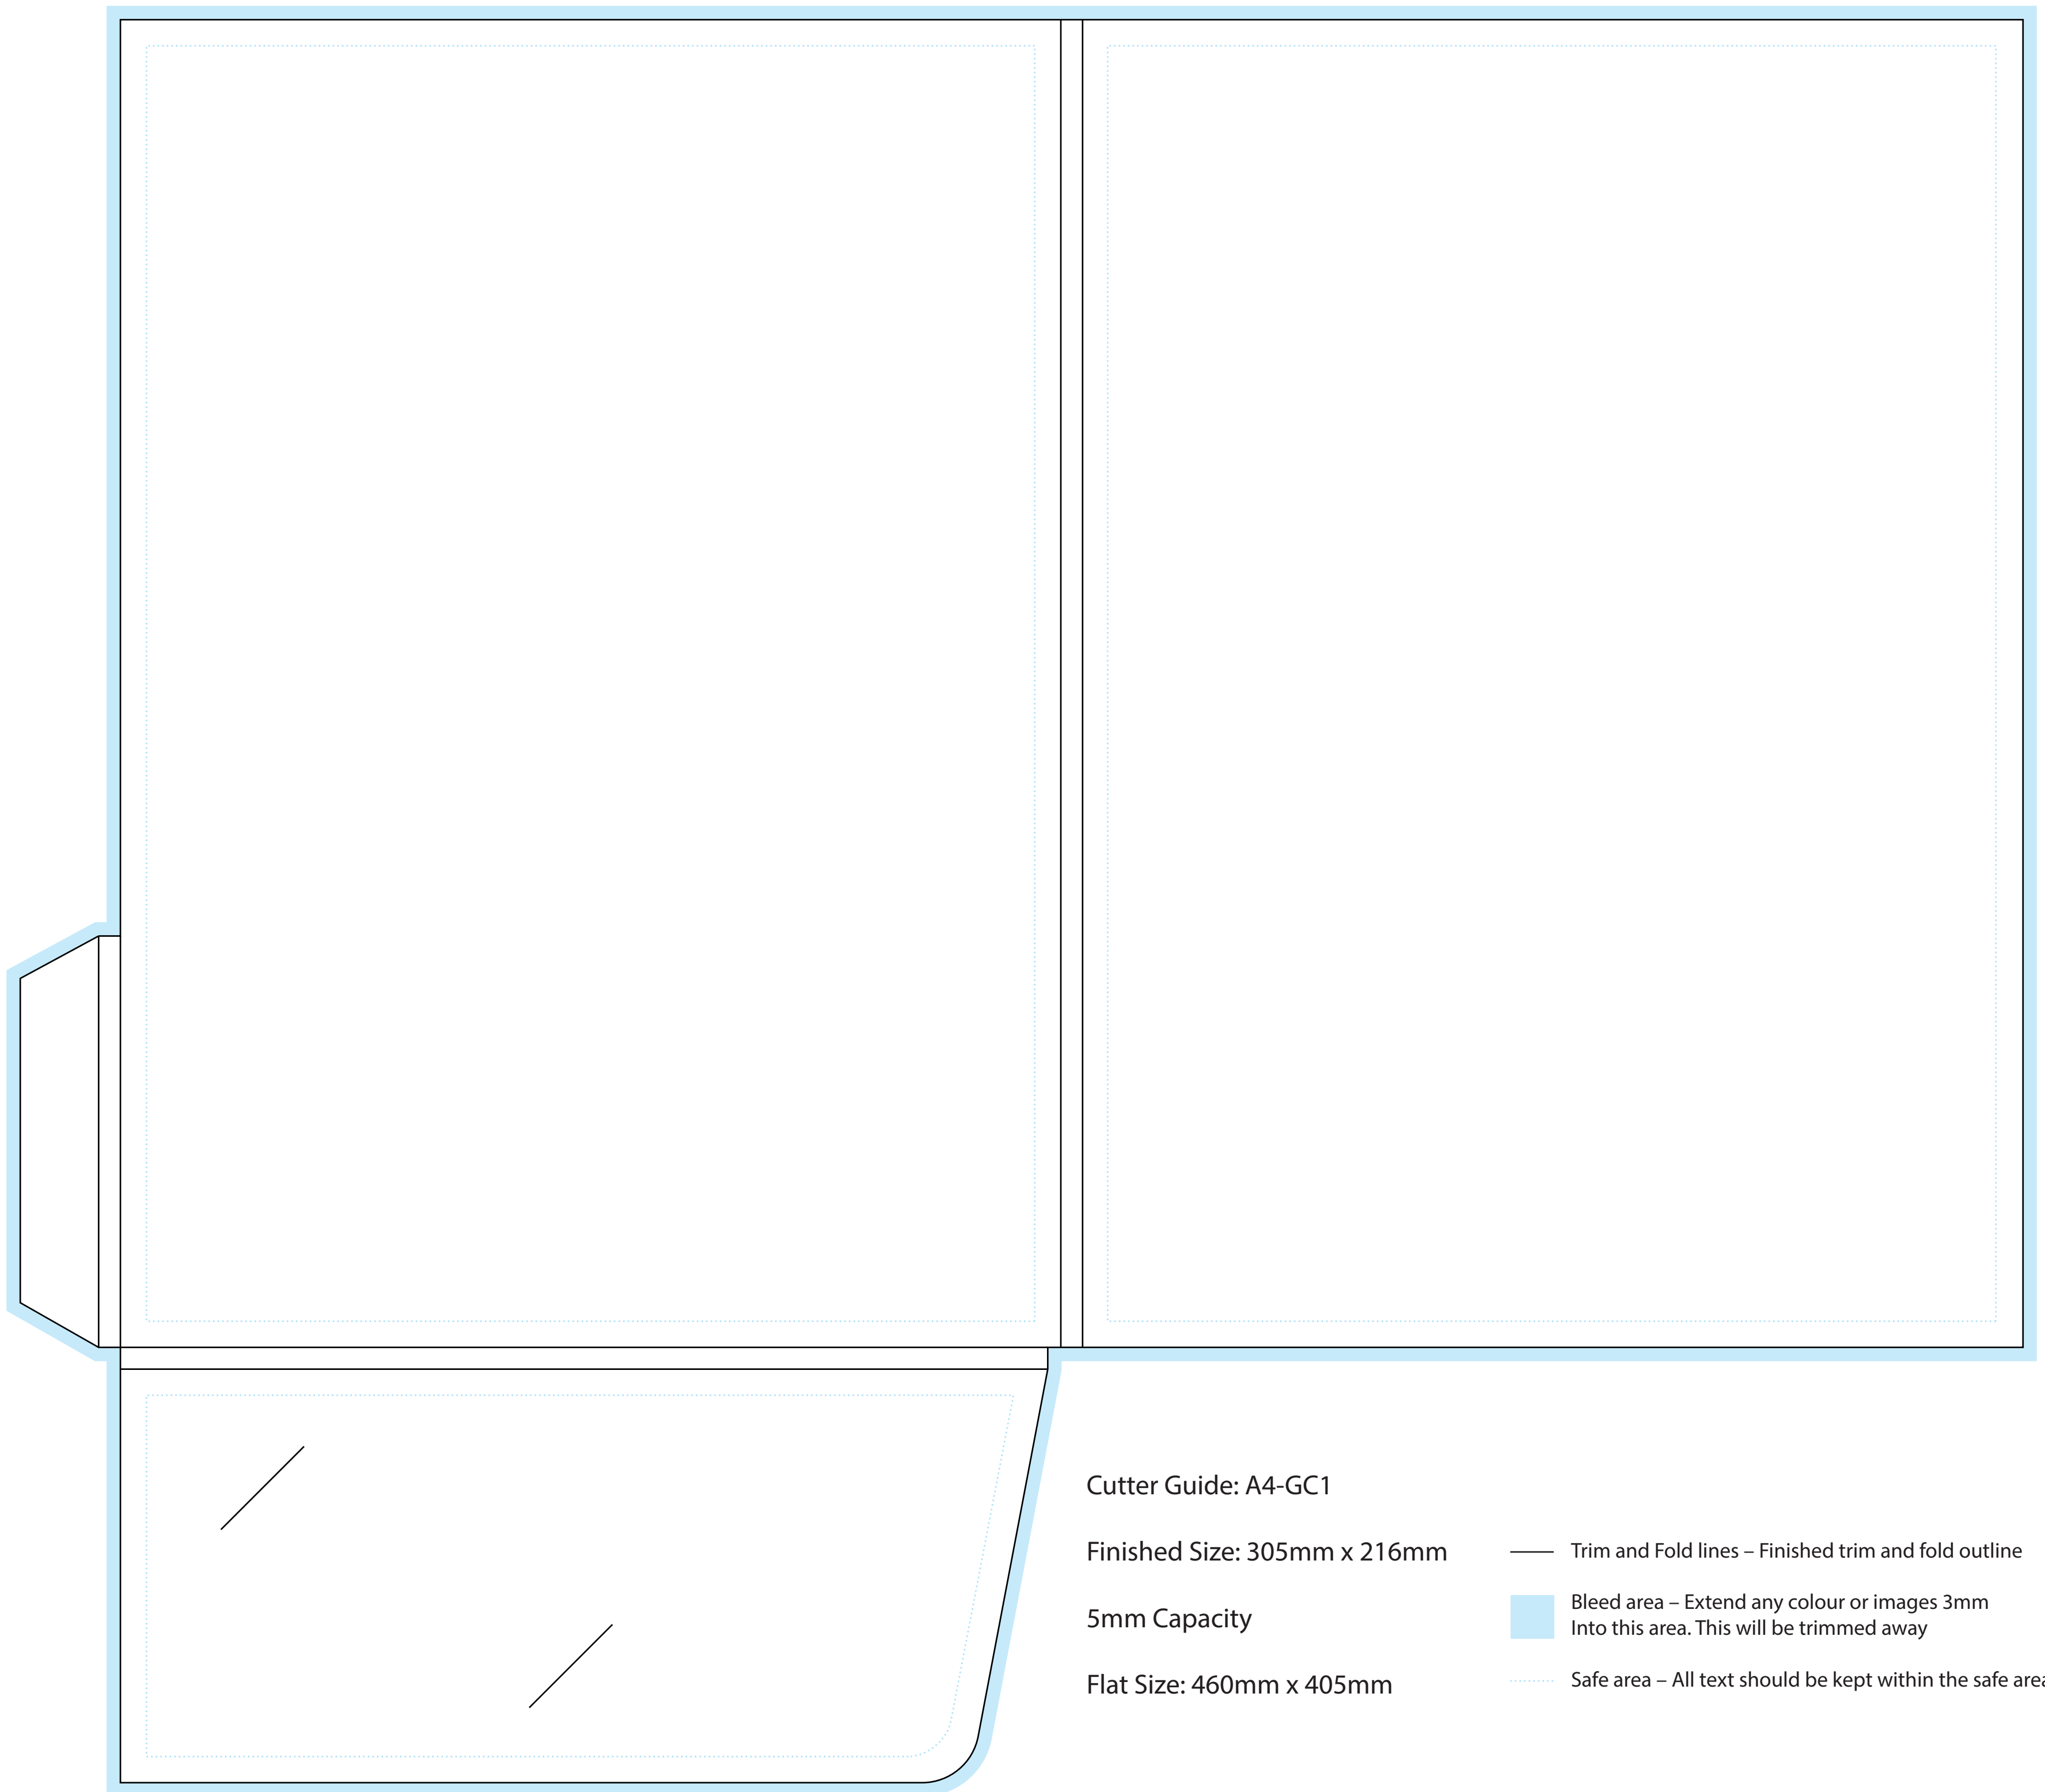 Cutter Guide: A4-GC1
Finished Size: 305mm x 216mm
5mm Capacity
Flat Size: 460mm x 405mm
Trim and Fold lines – Finished trim and fold outline
Bleed area – Extend any colour or images 3mm
Into this area. This will be trimmed away
Safe area – All text should be kept within the safe area